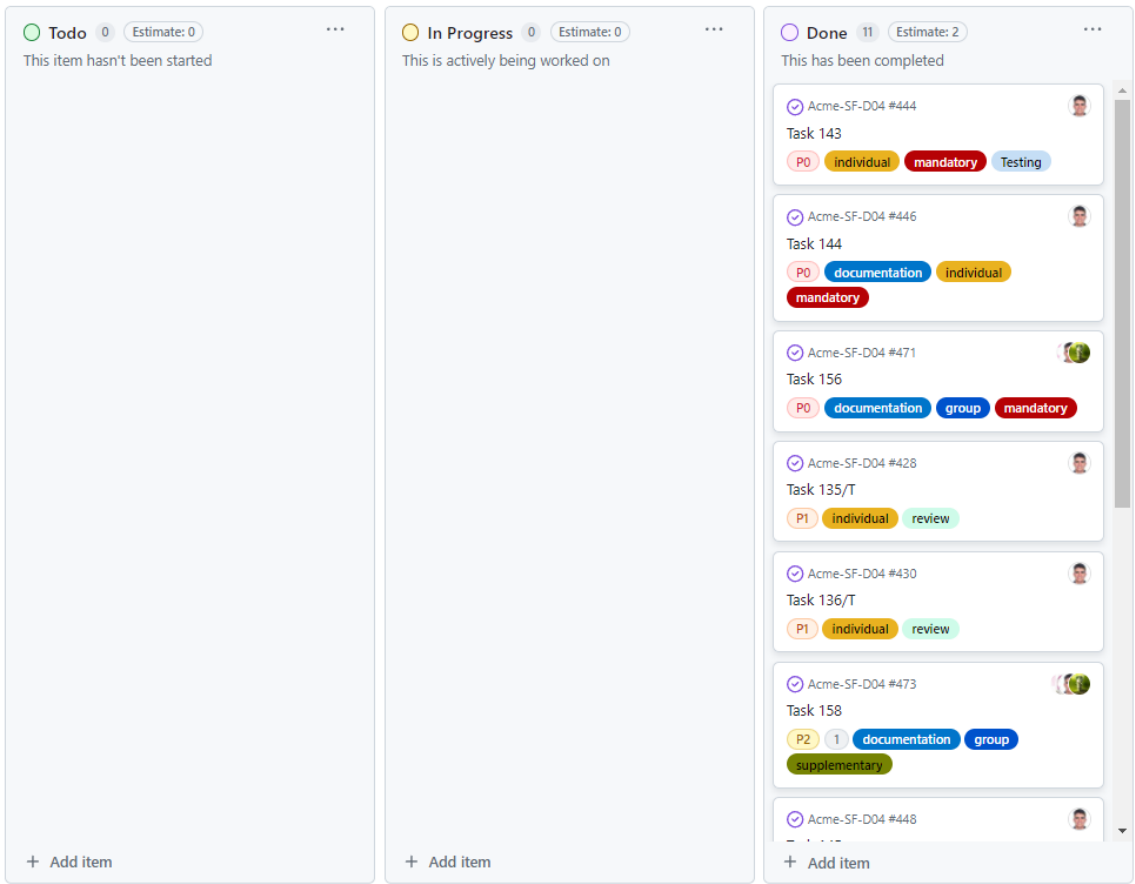 Todo 0 Estimate: 0 ...
This item hasn't been started
+ Add item
In Progress 0 Estimate: 0 ...
This is actively being worked on
+ Add item
Done 11 Estimate: 2 ...
This has been completed
Acme-SF-D04 #444
Task 143
P0 individual mandatory Testing
Acme-SF-D04 #446
Task 144
P0 documentation individual
mandatory
Acme-SF-D04 #471
Task 156
P0 documentation group mandatory
Acme-SF-D04 #428
Task 135/T
P1 individual review
Acme-SF-D04 #430
Task 136/T
P1 individual review
Acme-SF-D04 #473
Task 158
P2 1 documentation group
supplementary
Acme-SF-D04 #448
+ Add item